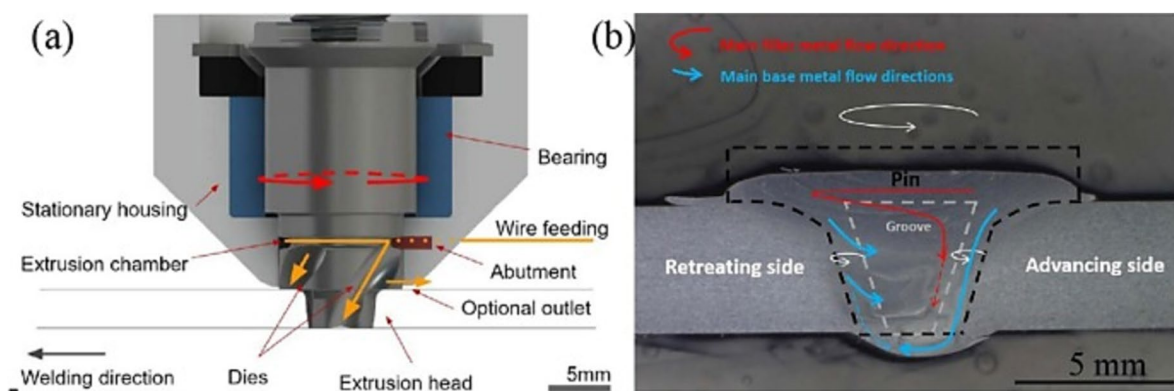 (a)
Bearing
Stationary housing
Wire feeding
Extrusion chamber
Abutment
Optional outlet
Welding direction
Dies
Extrusion head
5mm
(b)
Main filler metal flow direction
Main base metal flow directions
Pin
Groove
Retreating side
Advancing side
5 mm